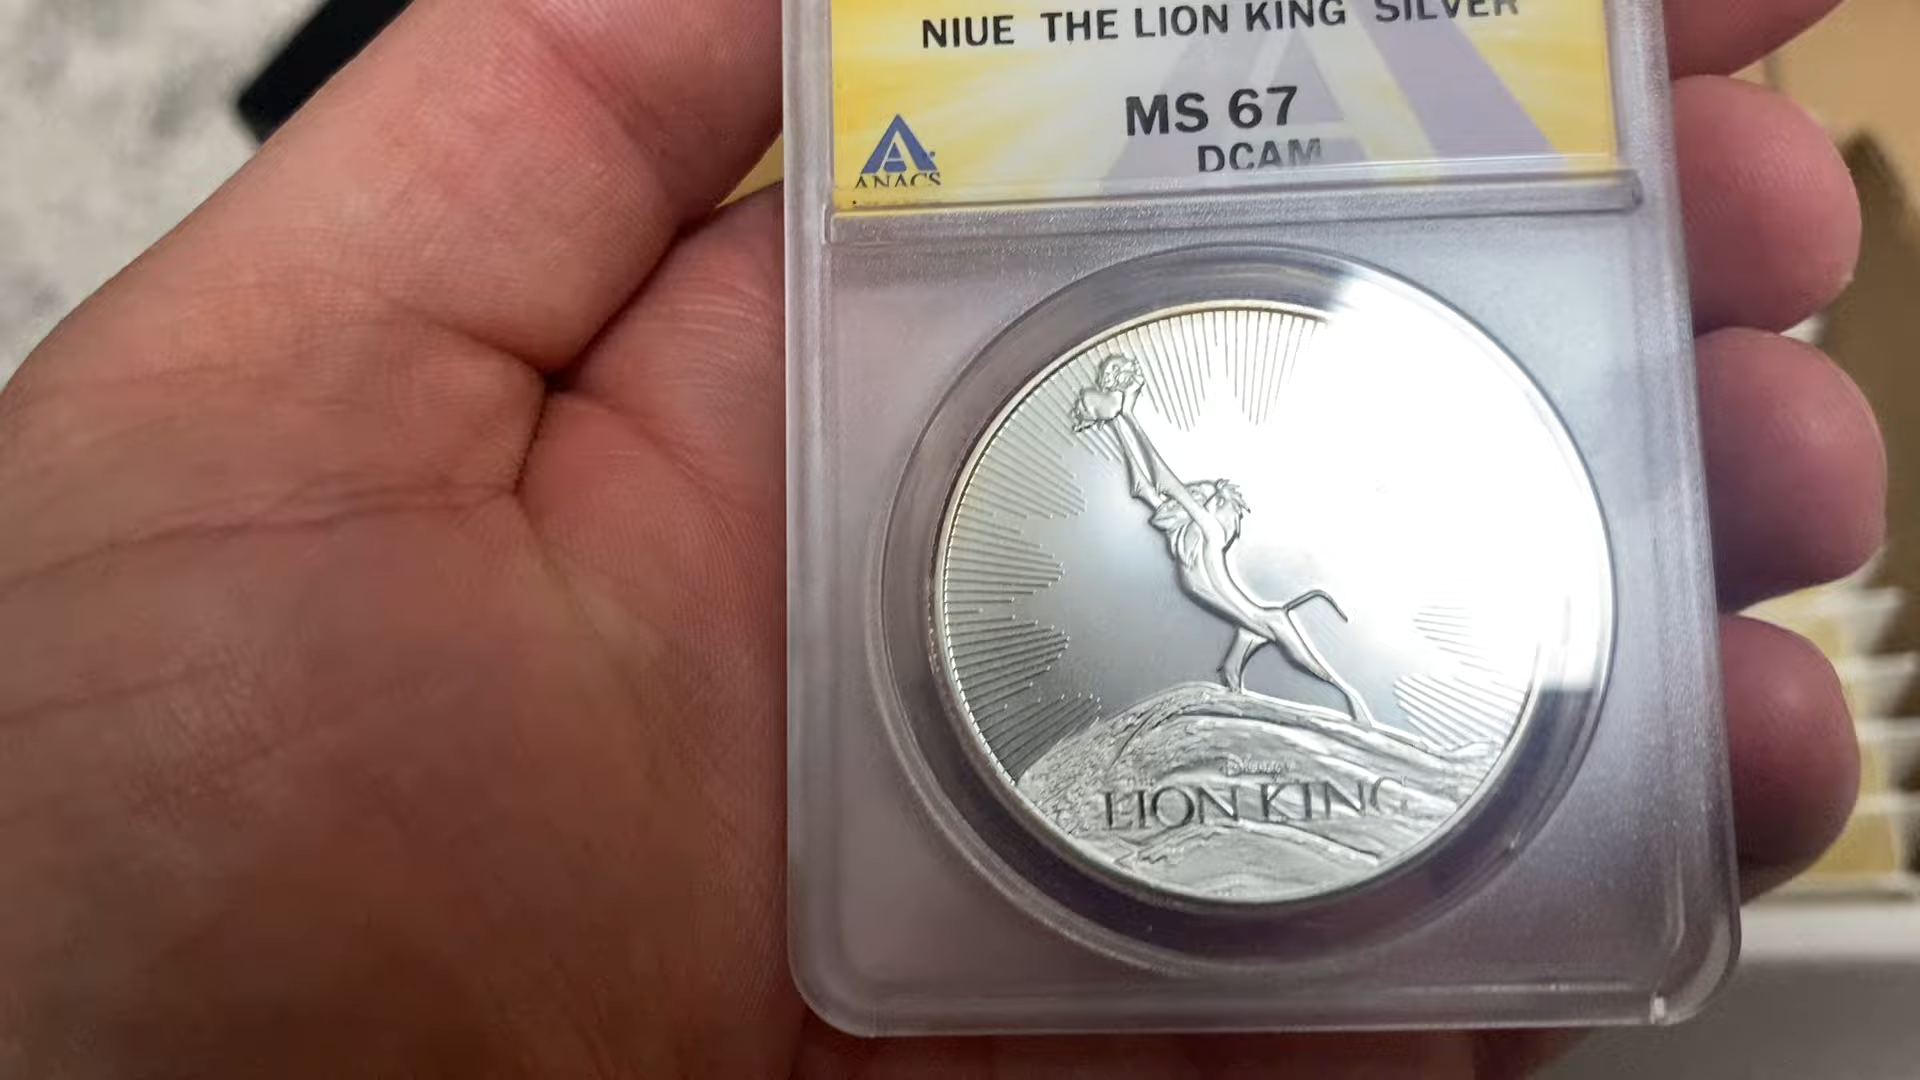 NIUE THE LION KING SILVER
MS 67
DCAM
ANACS
Disney
LION KING